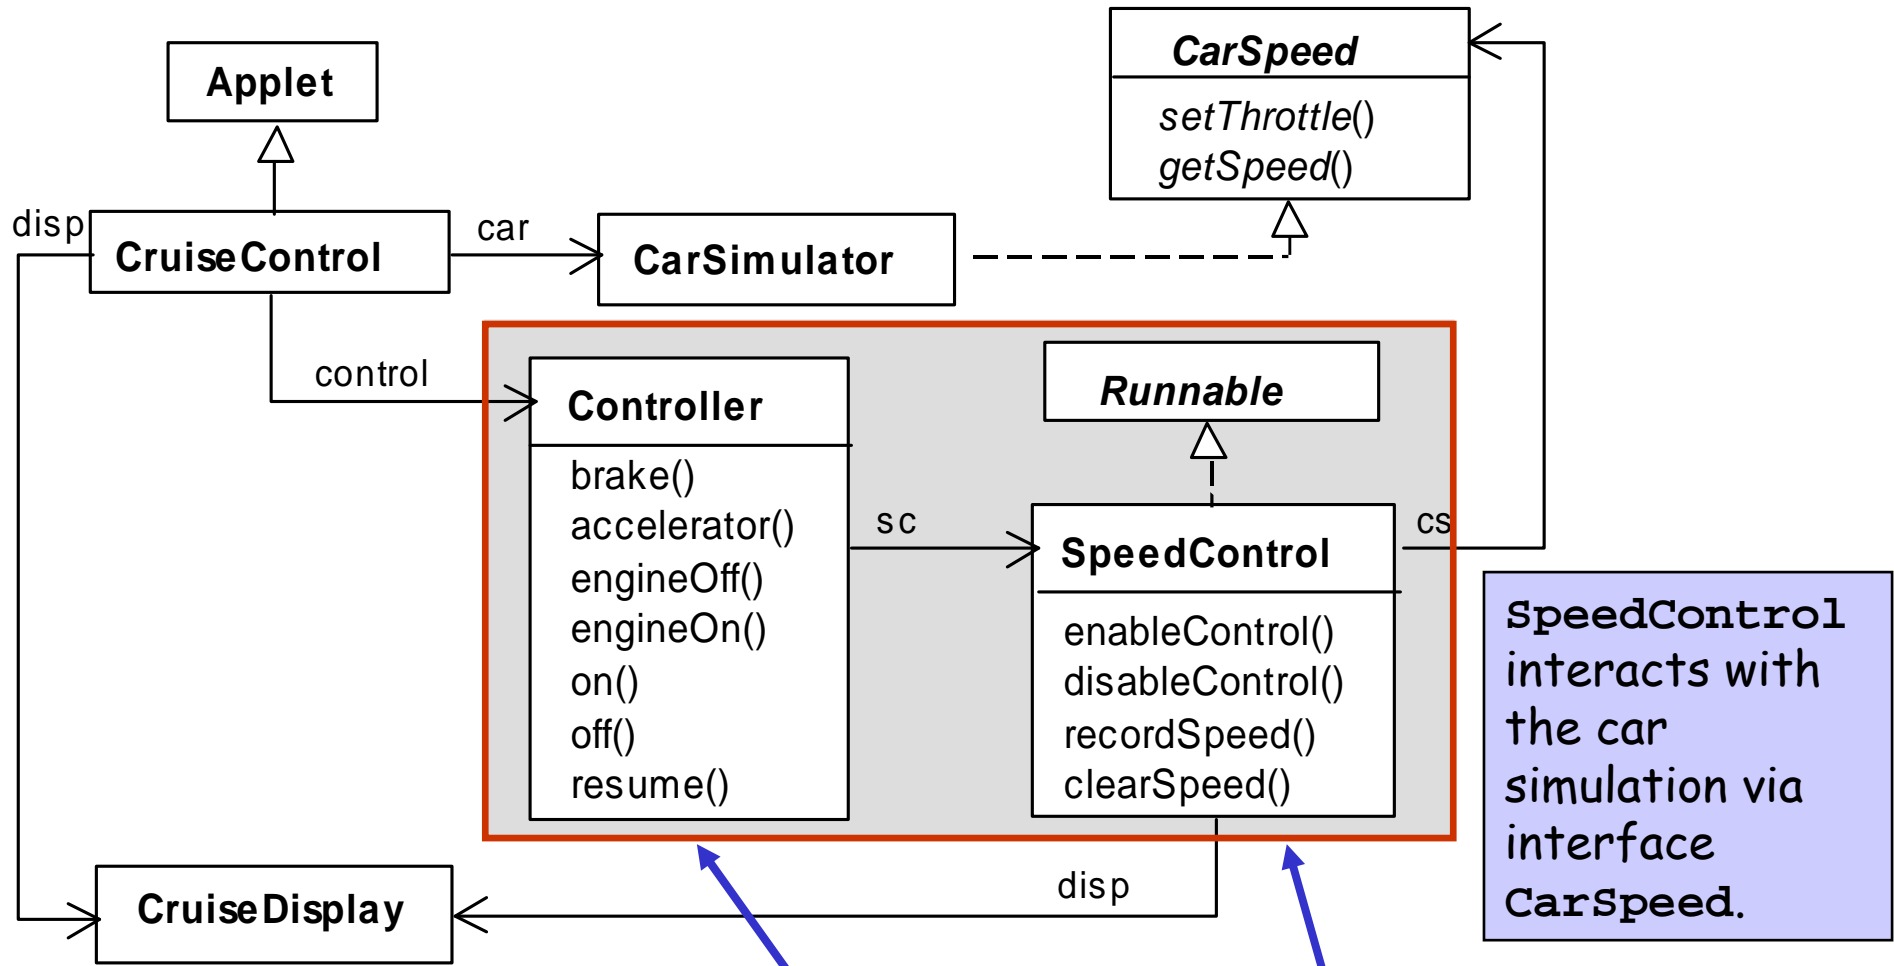 Applet
CarSpeed
setThrottle()
getSpeed()
disp
CruiseControl
car
CarSimulator
control
Controller
brake()
accelerator()
engineOff()
engineOn()
on()
off()
resume()
sc
Runnable
SpeedControl
enableControl()
disableControl()
recordSpeed()
clearSpeed()
cs
SpeedControl
interacts with
the car
simulation via
interface
CarSpeed.
CruiseDisplay
disp